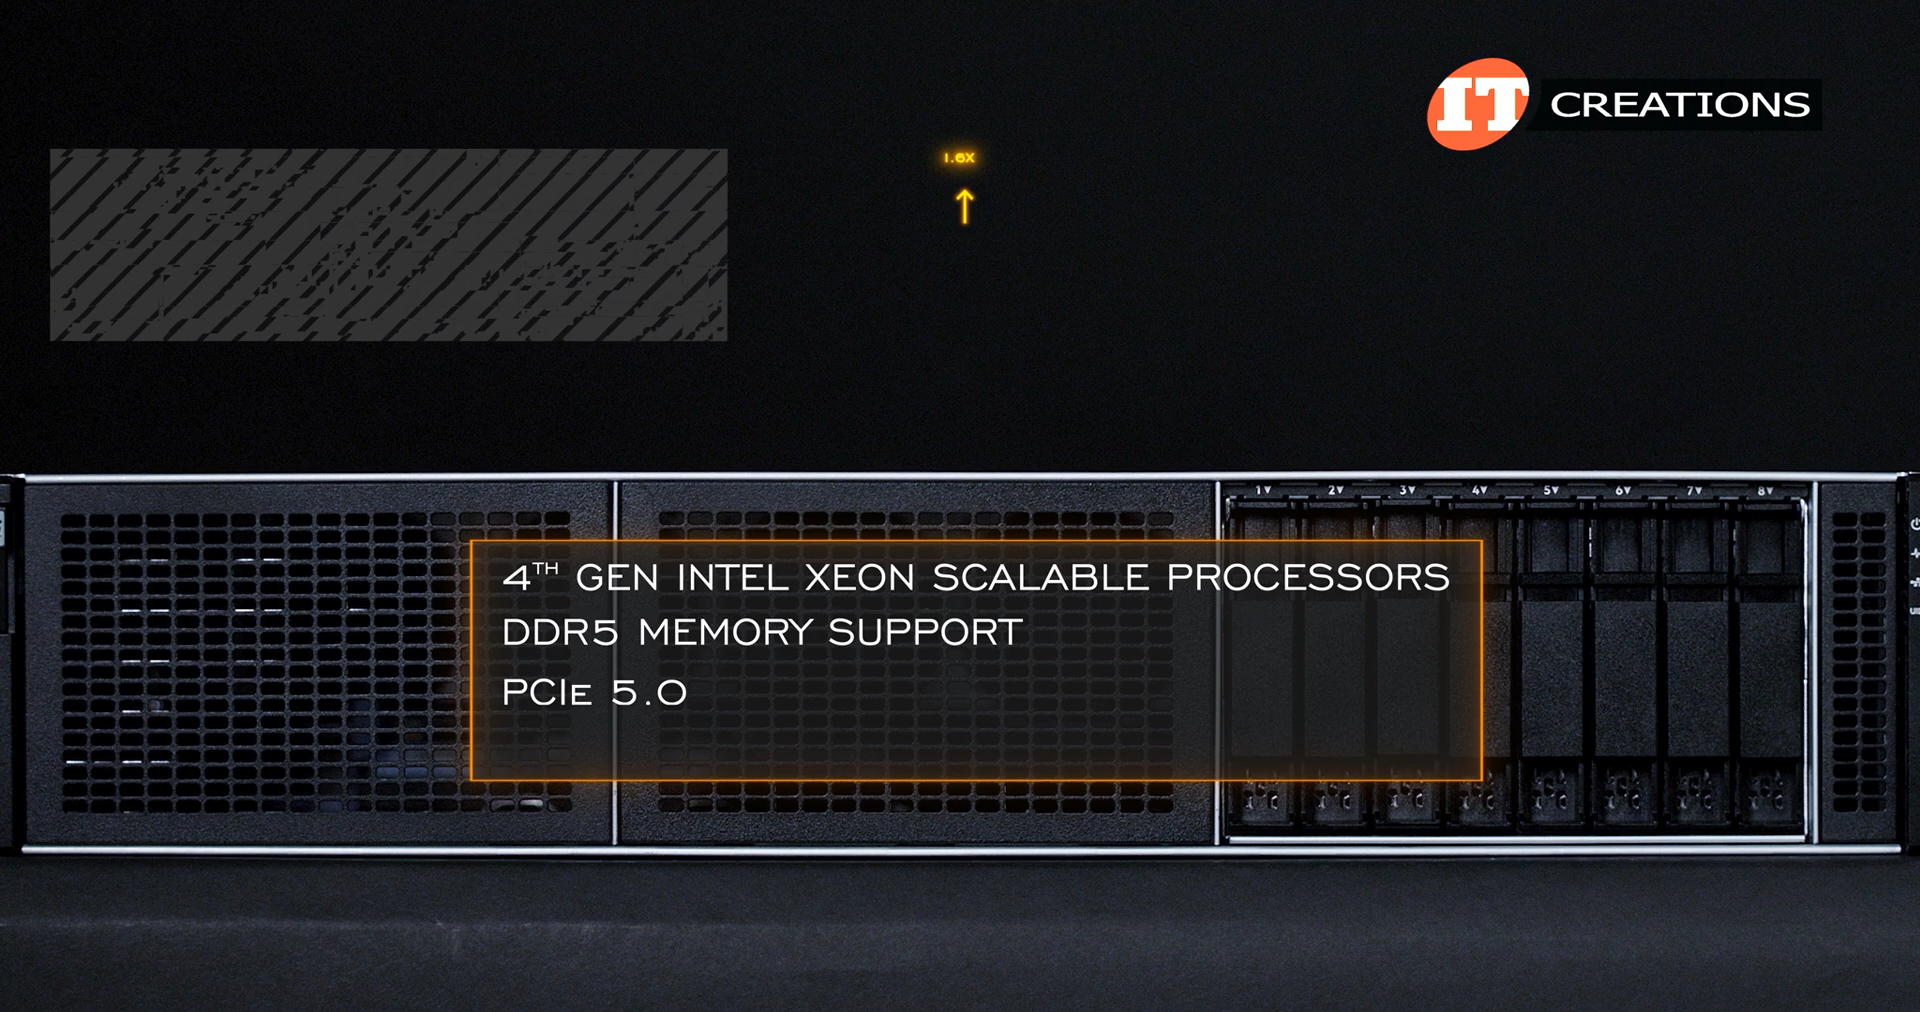 IT CREATIONS
1.6X
1 2 3 4 5 6 7 8
4TH GEN INTEL XEON SCALABLE PROCESSORS
DDR5 MEMORY SUPPORT
PCIe 5.0